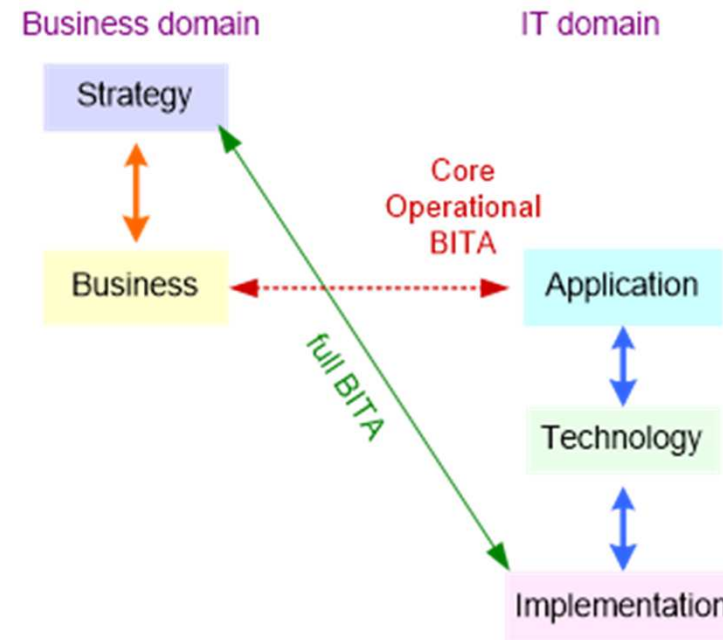 Business domain
IT domain
Strategy
Core
Operational
BITA
Business
Application
full BITA
Technology
Implementation